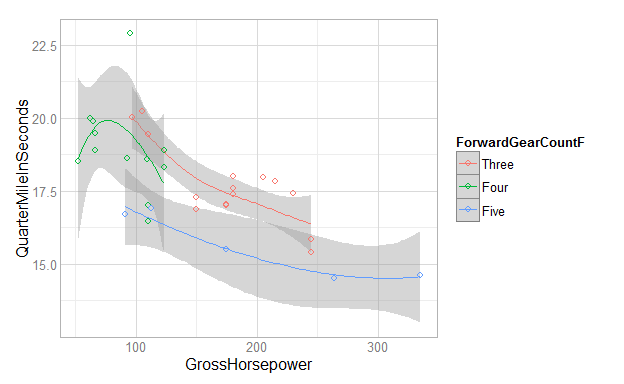 22.5
20.0
17.5
15.0
QuarterMileInSeconds
100
200
300
GrossHorsepower
ForwardGearCountF
Three
Four
Five